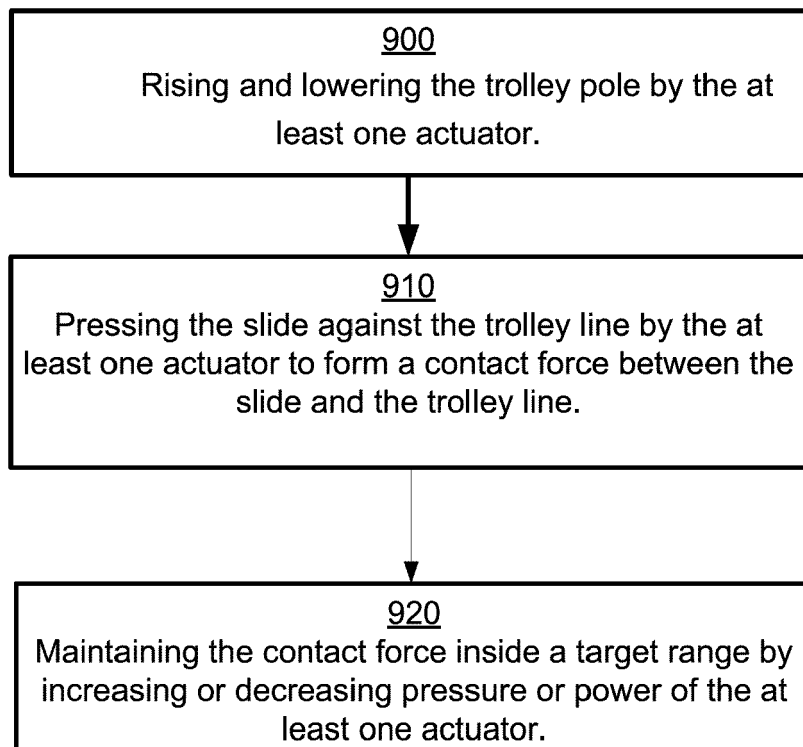 900
Rising and lowering the trolley pole by the at
least one actuator.
910
Pressing the slide against the trolley line by the at
least one actuator to form a contact force between the
slide and the trolley line.
920
Maintaining the contact force inside a target range by
increasing or decreasing pressure or power of the at
least one actuator.